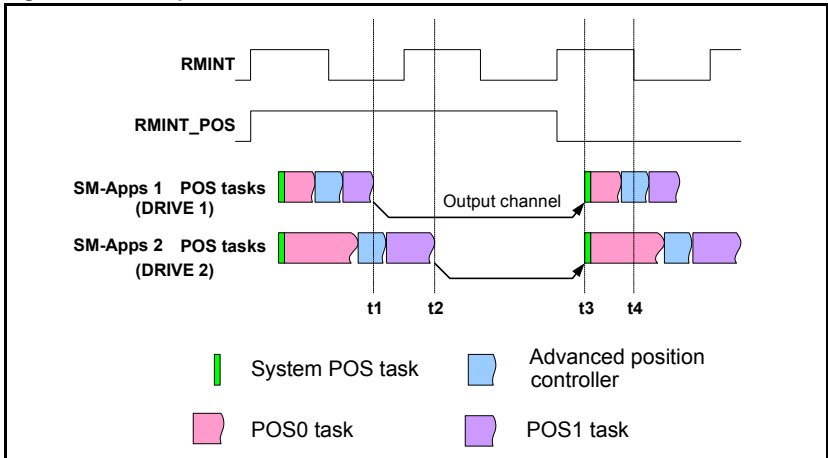 RMINT
RMINT_POS
SM-Apps 1 POS tasks
(DRIVE 1)
Output channel
SM-Apps 2 POS tasks
(DRIVE 2)
t1 t2 t3 t4
System POS task
Advanced position
controller
POS0 task
POS1 task